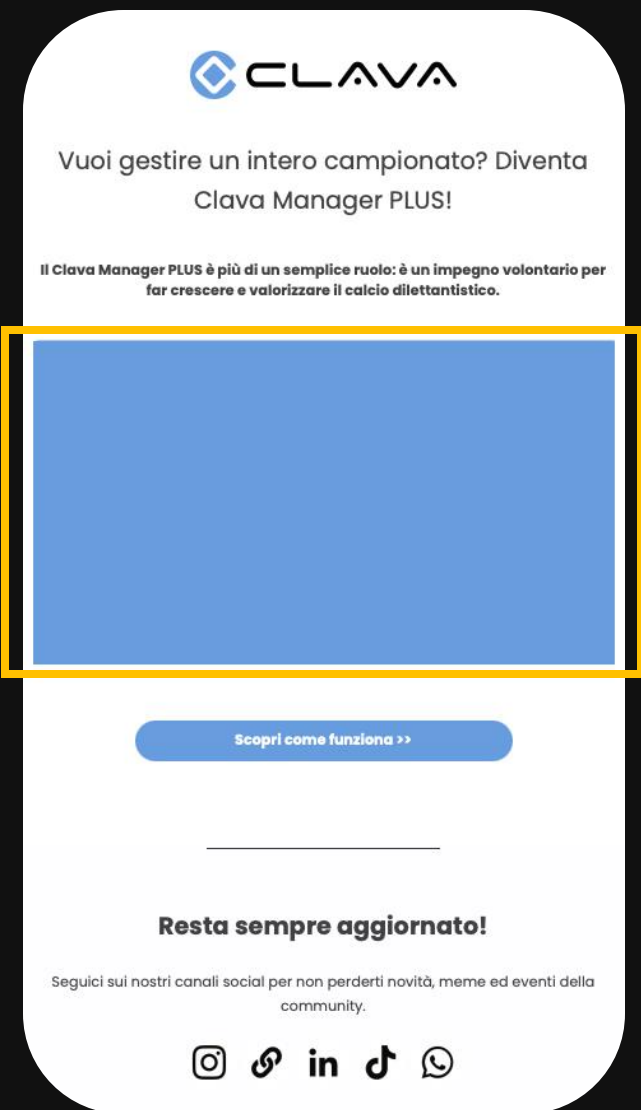 CLAVA
Vuoi gestire un intero campionato? Diventa
Clava Manager PLUS!
Il Clava Manager PLUS è più di un semplice ruolo: è un impegno volontario per
far crescere e valorizzare il calcio dilettantistico.
Scopri come funziona >>
Resta sempre aggiornato!
Seguici sui nostri canali social per non perderti novità, meme ed eventi della
community.
in